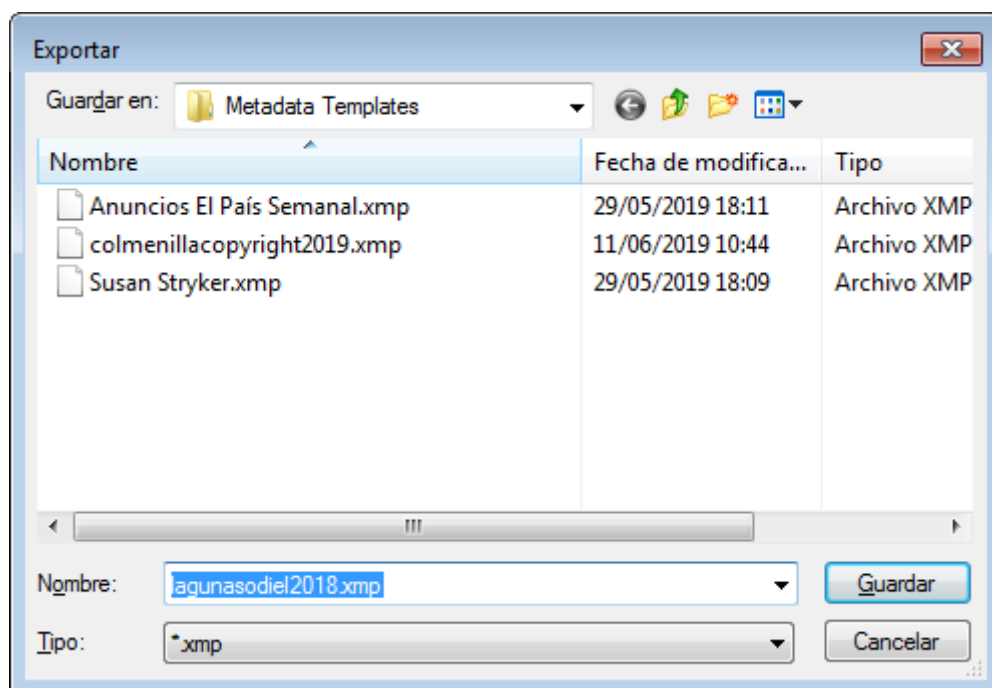 Exportar
Guardar en: Metadata Templates
Nombre Fecha de modifica... Tipo
Anuncios El País Semanal.xmp 29/05/2019 18:11 Archivo XMP
colmenillacopyright2019.xmp 11/06/2019 10:44 Archivo XMP
Susan Stryker.xmp 29/05/2019 18:09 Archivo XMP
Nombre: lagunasodiel2018.xmp Guardar
Tipo: *.xmp Cancelar